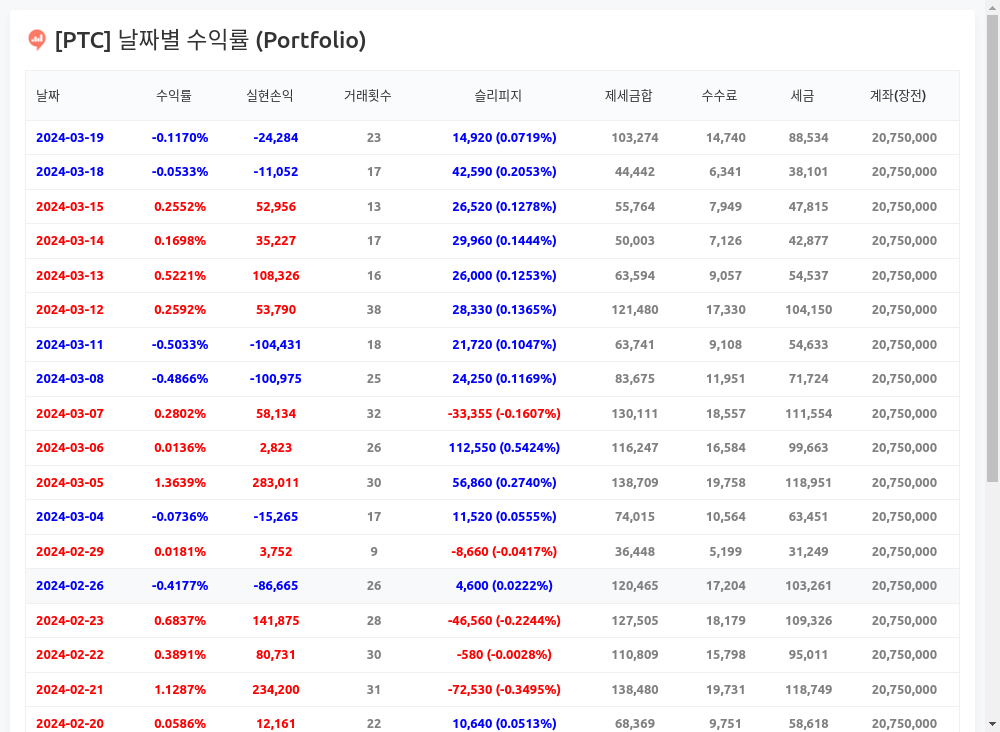 [PTC] 날짜별 수익률 (Portfolio)
날짜 수익률 실현손익 거래횟수 슬리피지 제세금합 수수료 세금 계좌(장전)
2024-03-19 -0.1170% -24,284 23 14,920 (0.0719%) 103,274 14,740 88,534 20,750,000
2024-03-18 -0.0533% -11,052 17 42,590 (0.2053%) 44,442 6,341 38,101 20,750,000
2024-03-15 0.2552% 52,956 13 26,520 (0.1278%) 55,764 7,949 47,815 20,750,000
2024-03-14 0.1698% 35,227 17 29,960 (0.1444%) 50,003 7,126 42,877 20,750,000
2024-03-13 0.5221% 108,326 16 26,000 (0.1253%) 63,594 9,057 54,537 20,750,000
2024-03-12 0.2592% 53,790 38 28,330 (0.1365%) 121,480 17,330 104,150 20,750,000
2024-03-11 -0.5033% -104,431 18 21,720 (0.1047%) 63,741 9,108 54,633 20,750,000
2024-03-08 -0.4866% -100,975 25 24,250 (0.1169%) 83,675 11,951 71,724 20,750,000
2024-03-07 0.2802% 58,134 32 -33,355 (-0.1607%) 130,111 18,557 111,554 20,750,000
2024-03-06 0.0136% 2,823 26 112,550 (0.5424%) 116,247 16,584 99,663 20,750,000
2024-03-05 1.3639% 283,011 30 56,860 (0.2740%) 138,709 19,758 118,951 20,750,000
2024-03-04 -0.0736% -15,265 17 11,520 (0.0555%) 74,015 10,564 63,451 20,750,000
2024-02-29 0.0181% 3,752 9 -8,660 (-0.0417%) 36,448 5,199 31,249 20,750,000
2024-02-26 -0.4177% -86,665 26 4,600 (0.0222%) 120,465 17,204 103,261 20,750,000
2024-02-23 0.6837% 141,875 28 -46,560 (-0.2244%) 127,505 18,179 109,326 20,750,000
2024-02-22 0.3891% 80,731 30 -580 (-0.0028%) 110,809 15,798 95,011 20,750,000
2024-02-21 1.1287% 234,200 31 -72,530 (-0.3495%) 138,480 19,731 118,749 20,750,000
2024-02-20 0.0586% 12,161 22 10,640 (0.0513%) 68,369 9,751 58,618 20,750,000